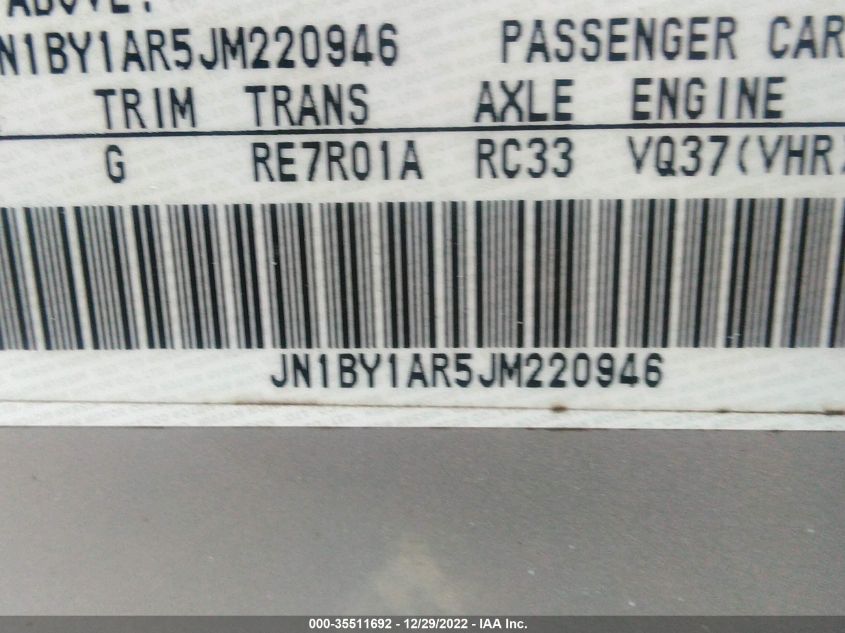 ABOVE.
N1BY1AR5JM220946 PASSENGER CAR
TRIM TRANS AXLE ENGINE
G RE7R01A RC33 VQ37(VHR)
JN1BY1AR5JM220946
000-35511692 - 12/29/2022 - IAA Inc.